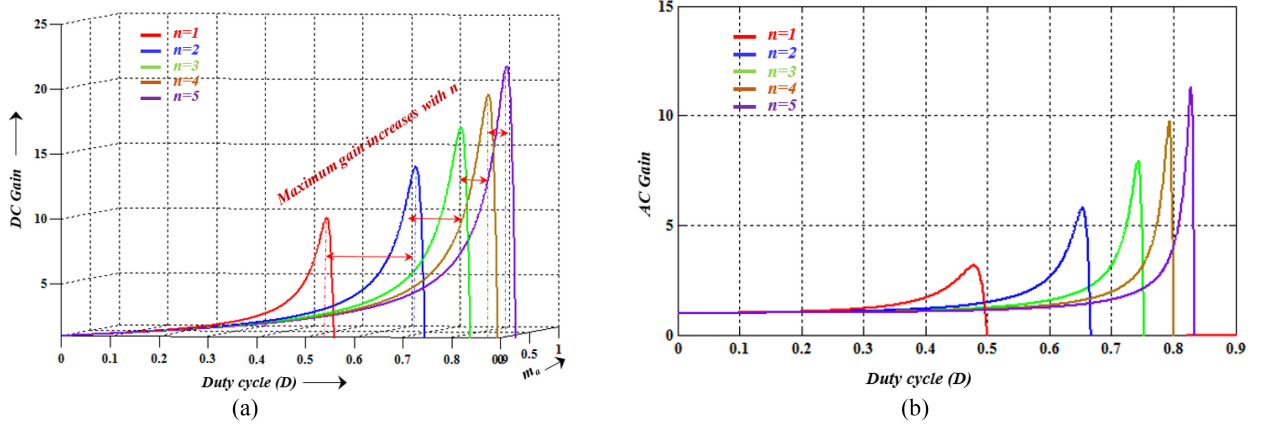 25
20
15
10
5
DC Gain
n=1
n=2
n=3
n=4
n=5
Maximum gain increases with n
0 0.1 0.2 0.3 0.4 0.5 0.6 0.7 0.8 0.9 0 0.5 1
Duty cycle (D)
m_a
(a)
15
10
5
0
AC Gain
n=1
n=2
n=3
n=4
n=5
0 0.1 0.2 0.3 0.4 0.5 0.6 0.7 0.8 0.9
Duty cycle (D)
(b)